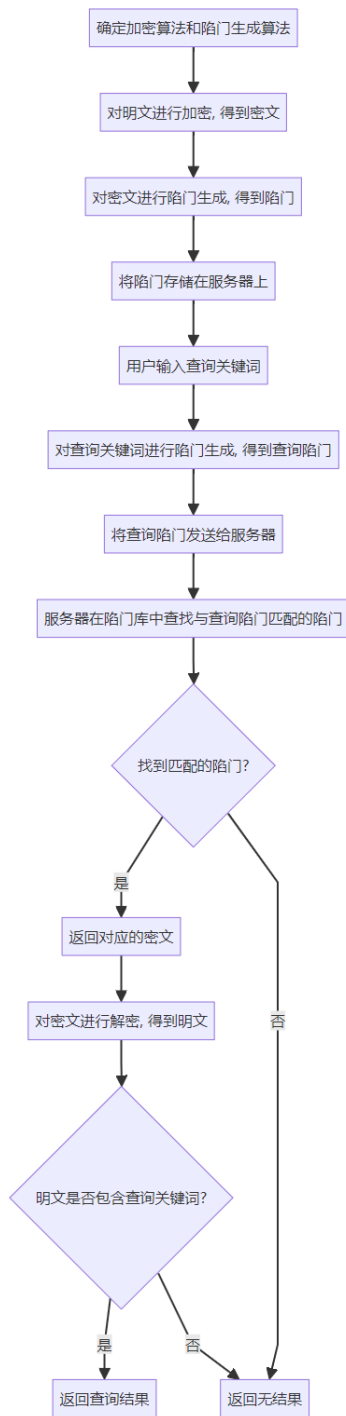 确定加密算法和陷门生成算法
对明文进行加密, 得到密文
对密文进行陷门生成, 得到陷门
将陷门存储在服务器上
用户输入查询关键词
对查询关键词进行陷门生成, 得到查询陷门
将查询陷门发送给服务器
服务器在陷门库中查找与查询陷门匹配的陷门
找到匹配的陷门?
是
返回对应的密文
对密文进行解密, 得到明文
否
明文是否包含查询关键词?
是
否
返回查询结果
返回无结果